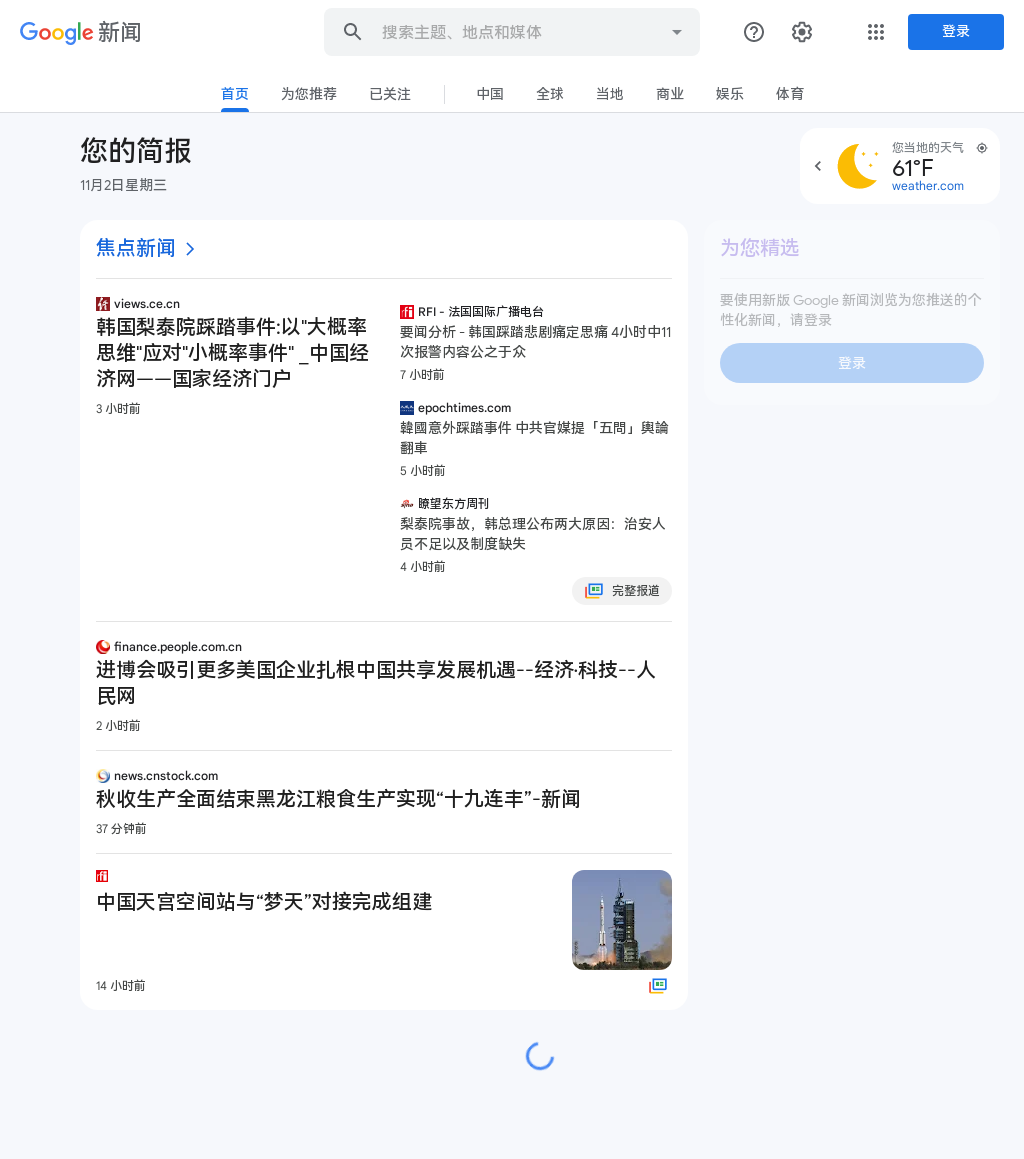 Google 新闻
搜索主题、地点和媒体
登录
首页
为您推荐
已关注
中国
全球
当地
商业
娱乐
体育
您的简报
11月2日星期三
您当地的天气
61°F
weather.com
焦点新闻
views.ce.cn
韩国梨泰院踩踏事件:以"大概率
思维"应对"小概率事件" _中国经
济网——国家经济门户
3 小时前
RFI - 法国国际广播电台
要闻分析 - 韩国踩踏悲剧痛定思痛 4小时中11
次报警内容公之于众
7 小时前
epochtimes.com
韓國意外踩踏事件 中共官媒提「五問」輿論
翻車
5 小时前
瞭望东方周刊
梨泰院事故，韩总理公布两大原因：治安人
员不足以及制度缺失
4 小时前
完整报道
finance.people.com.cn
进博会吸引更多美国企业扎根中国共享发展机遇--经济·科技--人
民网
2 小时前
news.cnstock.com
秋收生产全面结束黑龙江粮食生产实现“十九连丰”-新闻
37 分钟前
中国天宫空间站与“梦天”对接完成组建
14 小时前
为您精选
要使用新版 Google 新闻浏览为您推送的个
性化新闻，请登录
登录